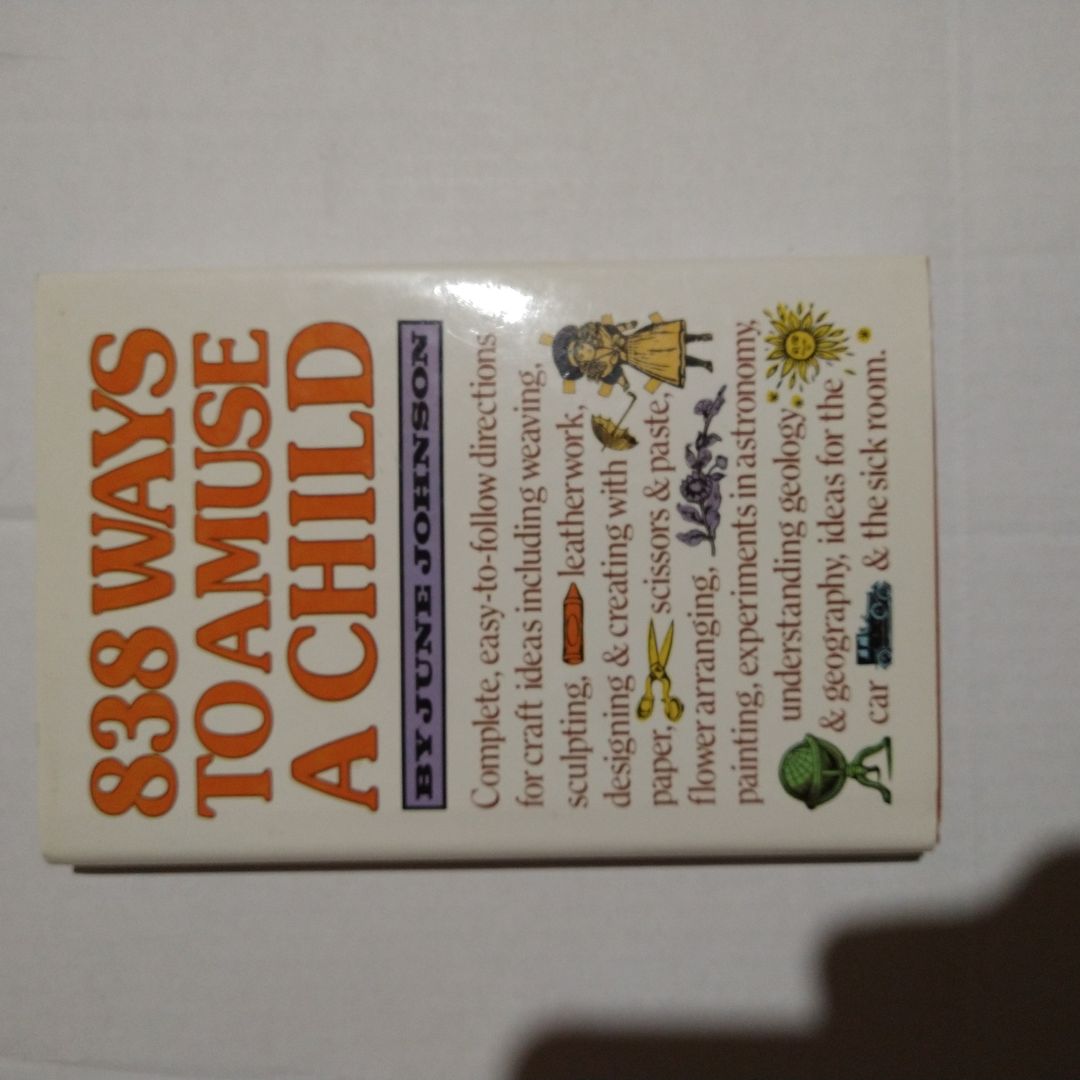 838 WAYS
TO AMUSE
A CHILD
BY JUNE JOHNSON
Complete, easy-to-follow directions
for craft ideas including weaving,
sculpting, leatherwork,
designing & creating with
paper, scissors & paste,
flower arranging,
painting, experiments in astronomy,
understanding geology
& geography, ideas for the
car & the sick room.